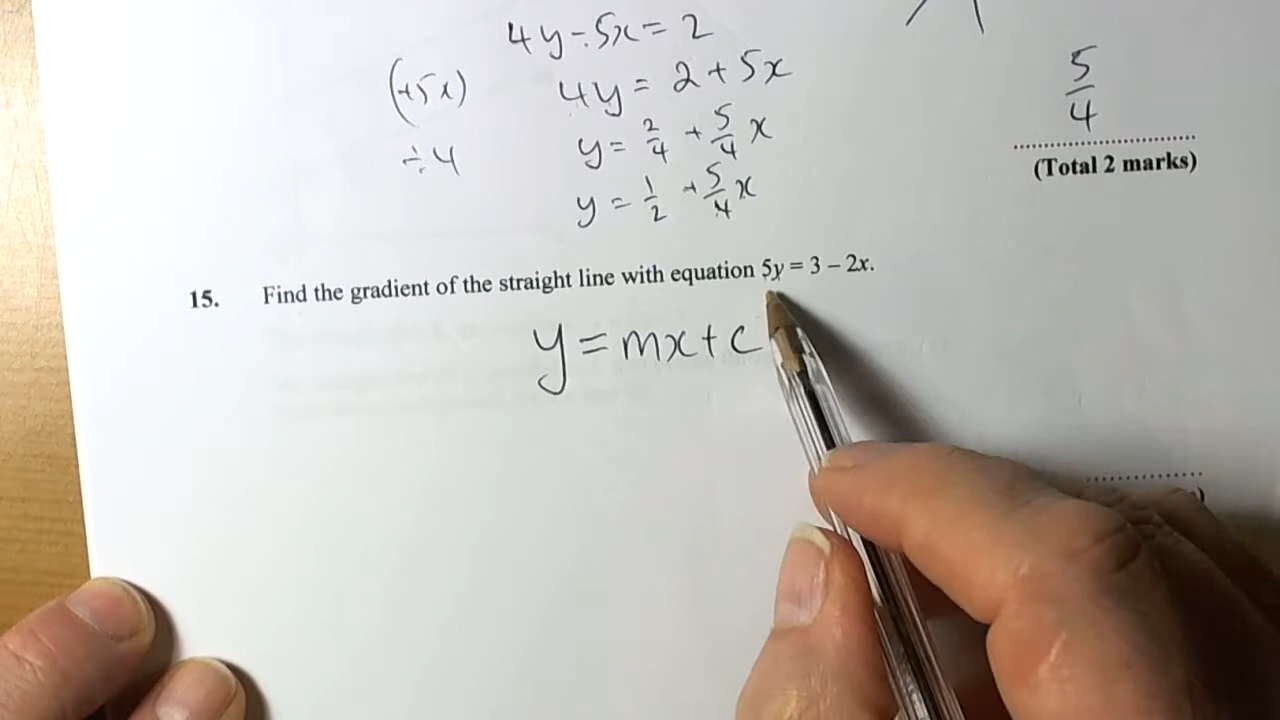 4y-5x=2
(+5x) 4y = 2 + 5x
÷4 y = 2/4 + 5/4 x
y = 1/2 + 5/4 x
5/4
(Total 2 marks)
15. Find the gradient of the straight line with equation 5y = 3 – 2x.
y = mx + c